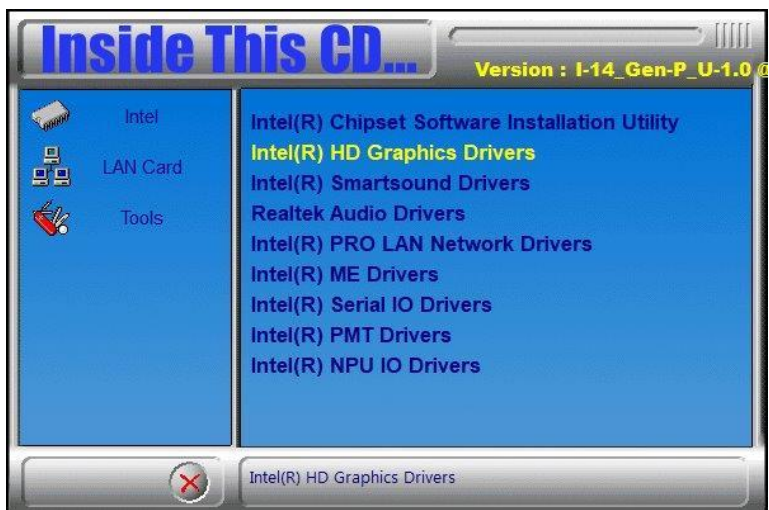 Inside This CD...
Version : I-14_Gen-P_U-1.0 @
Intel
LAN Card
Tools
Intel(R) Chipset Software Installation Utility
Intel(R) HD Graphics Drivers
Intel(R) Smartsound Drivers
Realtek Audio Drivers
Intel(R) PRO LAN Network Drivers
Intel(R) ME Drivers
Intel(R) Serial IO Drivers
Intel(R) PMT Drivers
Intel(R) NPU IO Drivers
Intel(R) HD Graphics Drivers